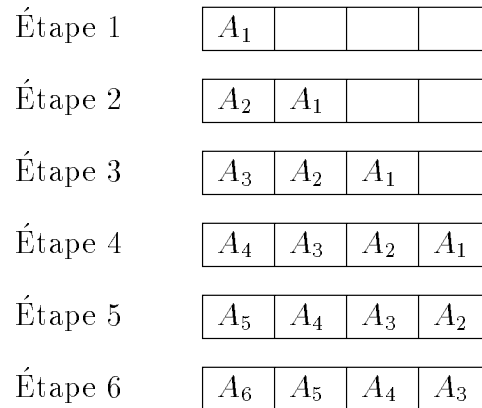 Étape 1 A₁
Étape 2 A₂ A₁
Étape 3 A₃ A₂ A₁
Étape 4 A₄ A₃ A₂ A₁
Étape 5 A₅ A₄ A₃ A₂
Étape 6 A₆ A₅ A₄ A₃